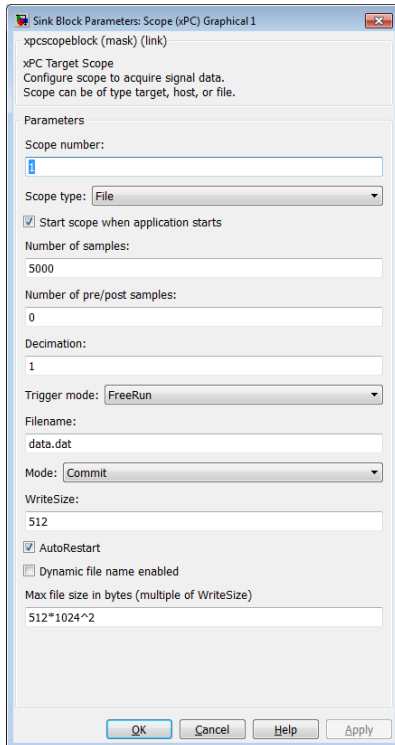 Sink Block Parameters: Scope (xPC) Graphical 1
xpcscopeblock (mask) (link)
xPC Target Scope
Configure scope to acquire signal data.
Scope can be of type target, host, or file.
Parameters
Scope number:
1
Scope type: File
Start scope when application starts
Number of samples:
5000
Number of pre/post samples:
0
Decimation:
1
Trigger mode: FreeRun
Filename:
data.dat
Mode: Commit
WriteSize:
512
AutoRestart
Dynamic file name enabled
Max file size in bytes (multiple of WriteSize)
512*1024^2
OK Cancel Help Apply